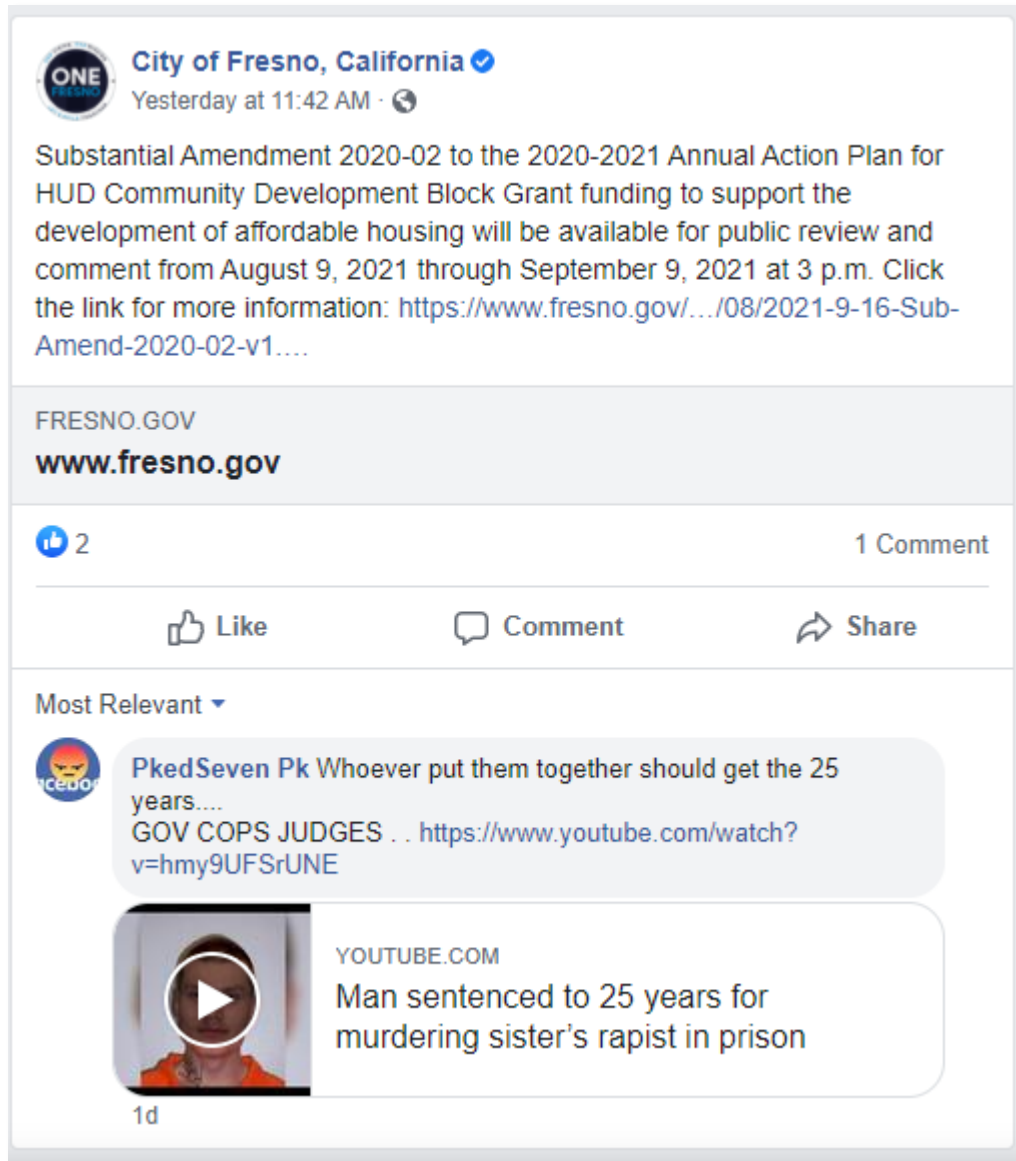 ONE
FRESNO
City of Fresno, California
Yesterday at 11:42 AM ·
Substantial Amendment 2020-02 to the 2020-2021 Annual Action Plan for
HUD Community Development Block Grant funding to support the
development of affordable housing will be available for public review and
comment from August 9, 2021 through September 9, 2021 at 3 p.m. Click
the link for more information: https://www.fresno.gov/…/08/2021-9-16-Sub-
Amend-2020-02-v1....
FRESNO.GOV
www.fresno.gov
2
1 Comment
Like
Comment
Share
Most Relevant
PkedSeven Pk Whoever put them together should get the 25
years....
GOV COPS JUDGES . . https://www.youtube.com/watch?
v=hmy9UFSrUNE
YOUTUBE.COM
Man sentenced to 25 years for
murdering sister’s rapist in prison
1d